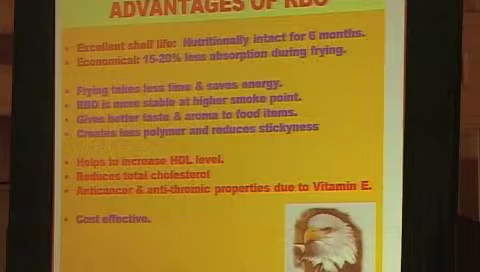 ADVANTAGES OF RBO
• Excellent shelf life: Nutritionally intact for 6 months.
• Economical: 15-20% less absorption during frying.
• Frying takes less time & saves energy.
• RBO is more stable at higher smoke point.
• Gives better taste & aroma to food items.
• Creates less polymer and reduces stickyness
• Helps to increase HDL level.
• Reduces total cholesterol
• Anticancer & anti-thromic properties due to Vitamin E.
• Cost effective.